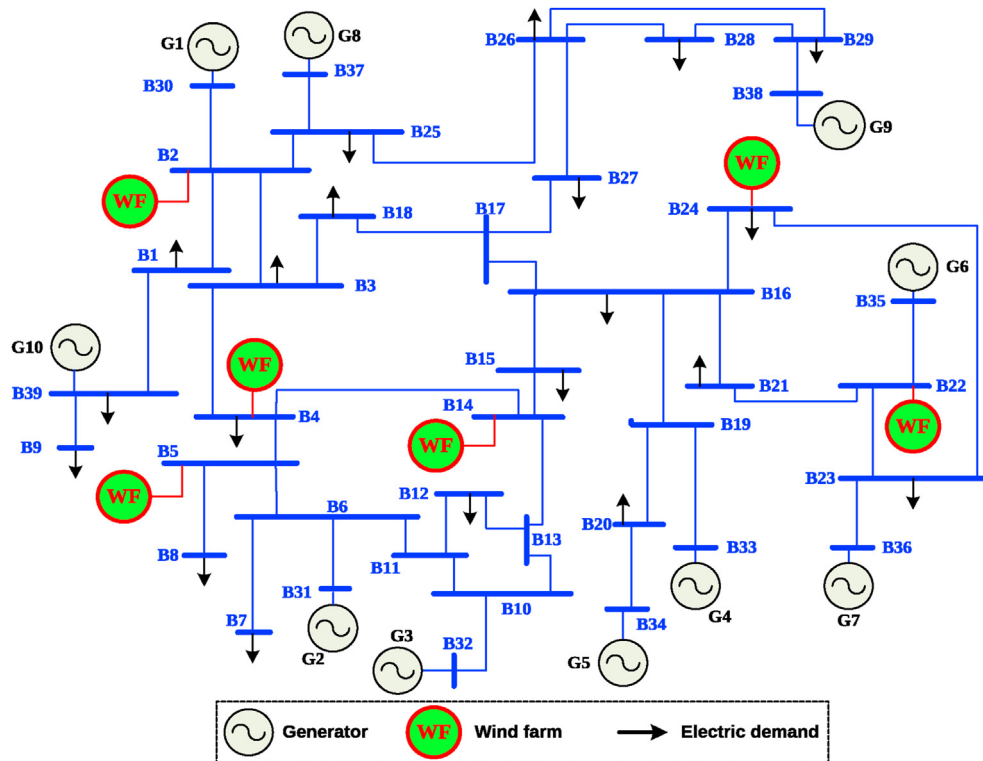 G1
G8
B26
B28
B29
B30
B37
B38
G9
B25
B2
WF
WF
B27
B17
B24
B18
B1
G6
B3
B16
B35
G10
WF
B15
B39
B14
B21
B22
B4
B19
WF
WF
B9
B5
WF
B12
B23
B6
B20
B13
B8
B11
B33
B36
B31
B10
B7
B34
G4
G7
G3
B32
G2
G5
Generator
WF
Wind farm
Electric demand